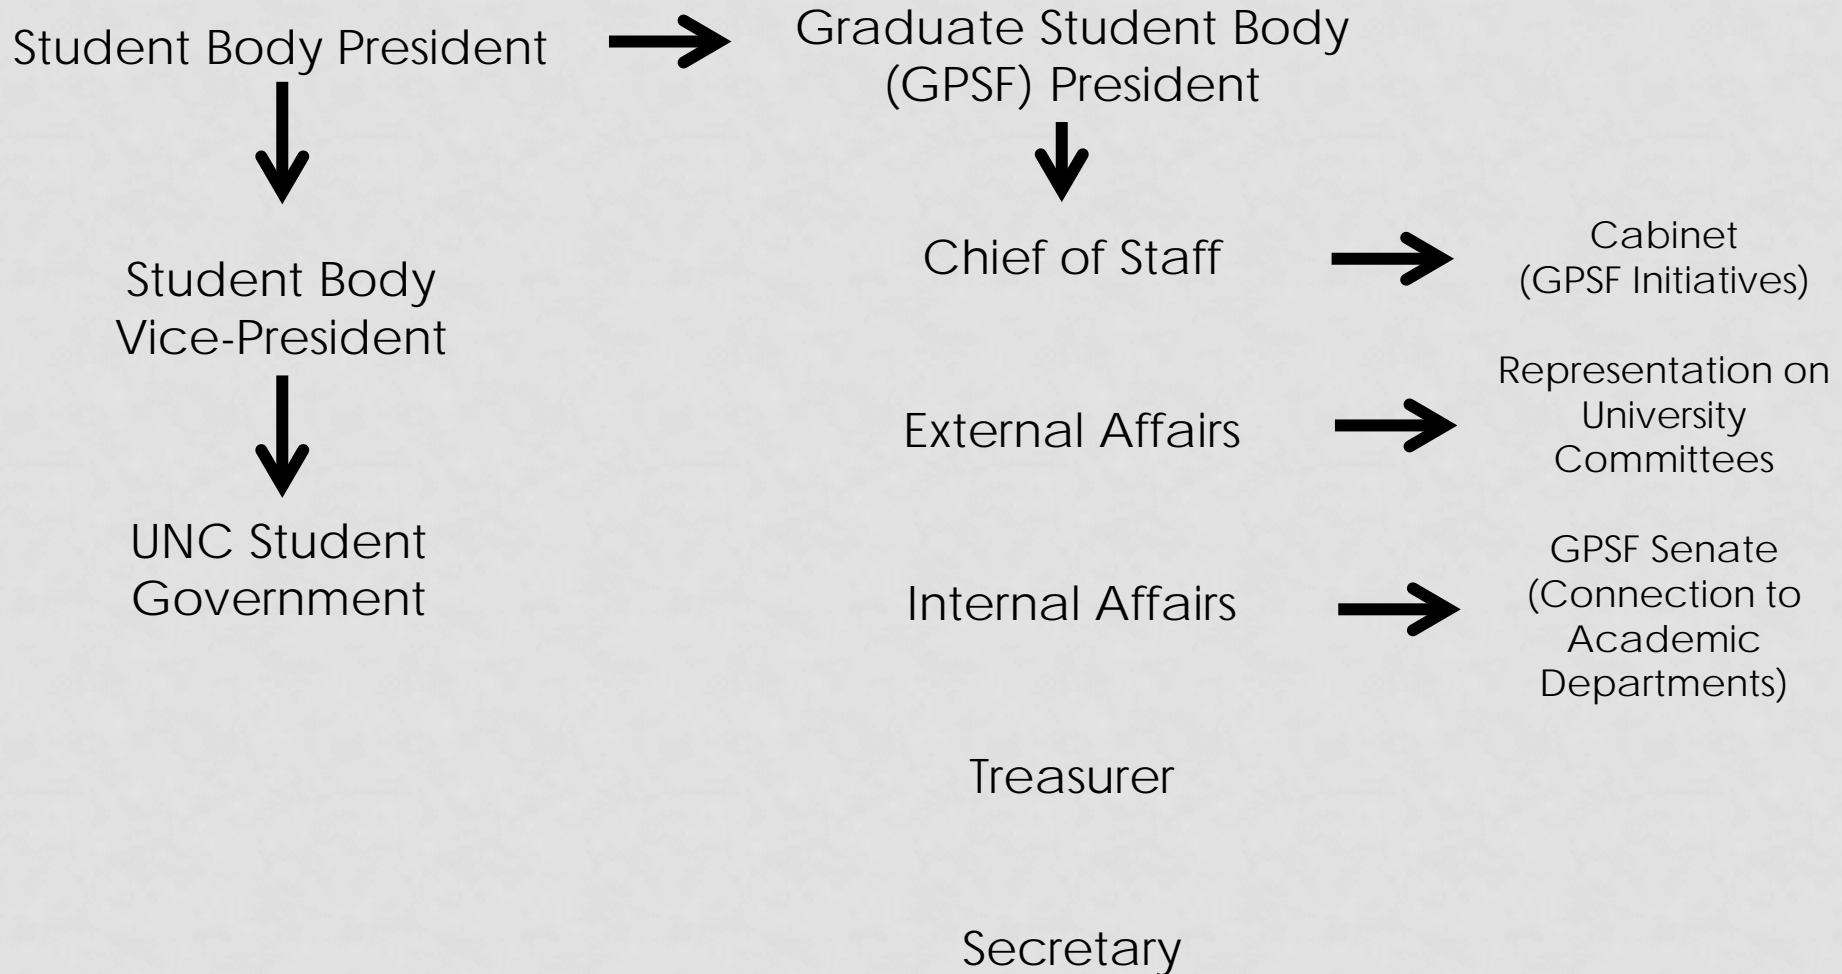 Student Body President
Graduate Student Body
(GPSF) President
Student Body
Vice-President
UNC Student
Government
Chief of Staff
Cabinet
(GPSF Initiatives)
External Affairs
Representation on
University
Committees
Internal Affairs
GPSF Senate
(Connection to
Academic
Departments)
Treasurer
Secretary